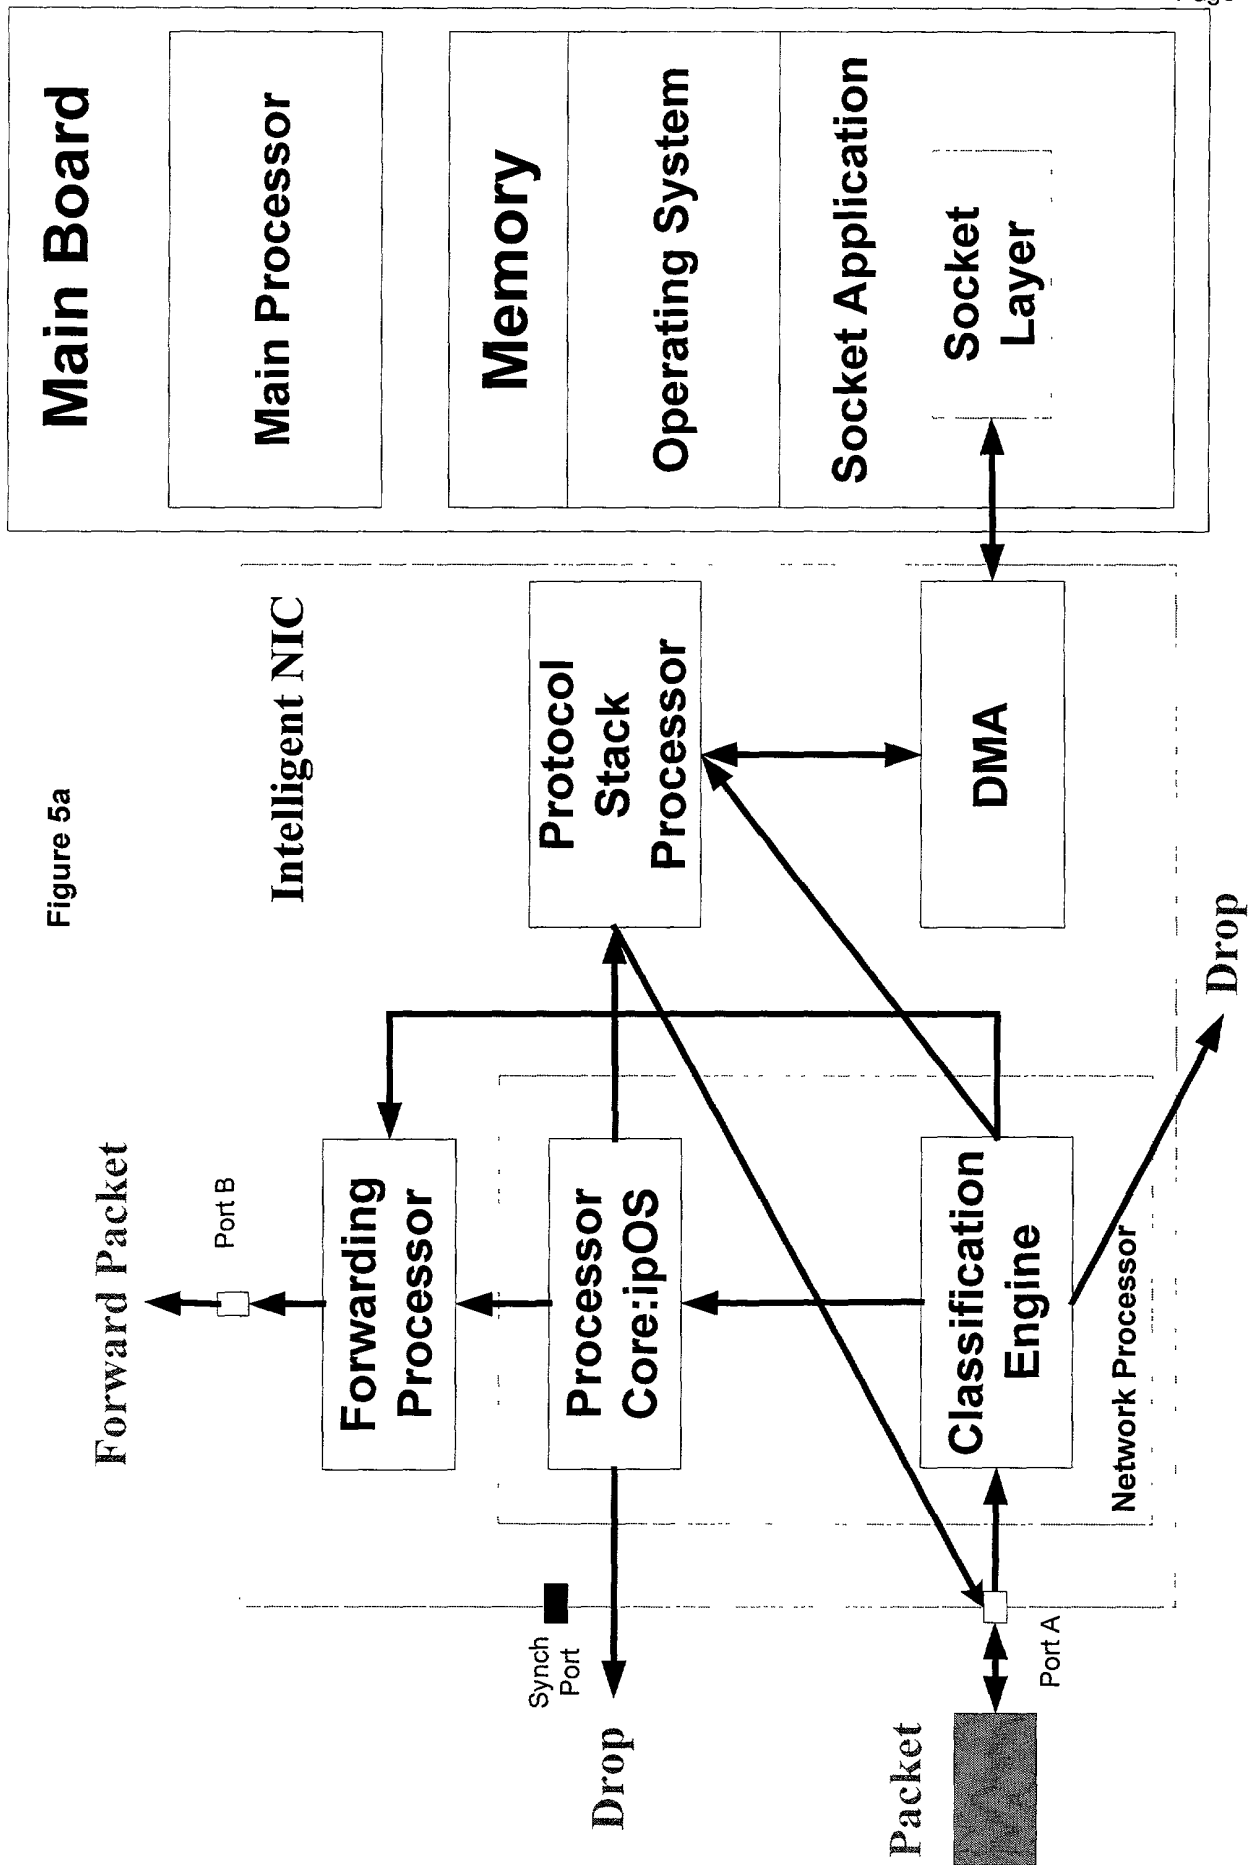 Figure 5a
Main Board
Main Processor
Memory
Operating System
Socket Application
Socket
Layer
Intelligent NIC
Protocol
Stack
Processor
DMA
Forward Packet
Port B
Forwarding
Processor
Processor
Core:ipOS
Classification
Engine
Network Processor
Synch
Port
Drop
Drop
Packet
Port A